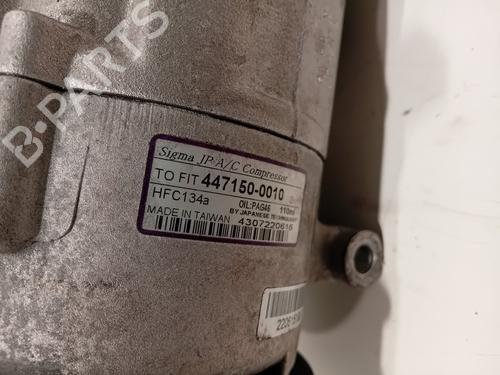 B-PARTS
Sigma JP A/C Compressor
TO FIT 447150-0010
HFC134a OIL:PAG46 110ml
BY JAPANESE TECHNOLOGY
MADE IN TAIWAN 4307220616